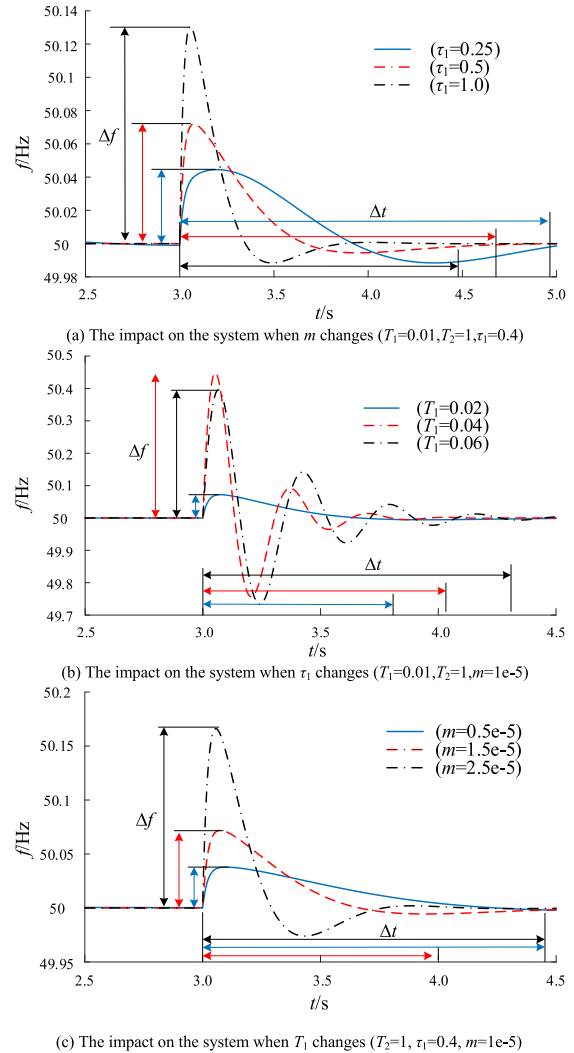 50.14
50.12
50.1
50.08
50.06
50.04
50.02
50
49.98
f/Hz
Δf
(τ1=0.25)
(τ1=0.5)
(τ1=1.0)
Δt
2.5 3.0 3.5 4.0 4.5 5.0
t/s
(a) The impact on the system when m changes (T1=0.01,T2=1,τ1=0.4)
50.5
50.4
50.3
50.2
50.1
50
49.9
49.8
49.7
f/Hz
Δf
(T1=0.02)
(T1=0.04)
(T1=0.06)
Δt
2.5 3.0 3.5 4.0 4.5
t/s
(b) The impact on the system when τ1 changes (T1=0.01,T2=1,m=1e-5)
50.2
50.15
50.1
50.05
50
49.95
f/Hz
Δf
(m=0.5e-5)
(m=1.5e-5)
(m=2.5e-5)
Δt
2.5 3.0 3.5 4.0 4.5
t/s
(c) The impact on the system when T1 changes (T2=1, τ1=0.4, m=1e-5)